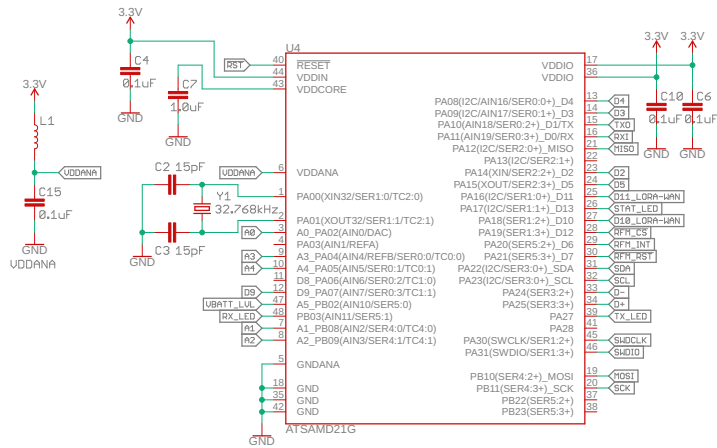 3.3V
C4
0.1uF
GND
C7
1.0uF
GND
3.3V
L1
VDDANA
C15
0.1uF
GND
VDDANA
C2 15pF
Y1
32.768kHz
C3 15pF
GND
U4
RST 40 RESET
44 VDDIN
43 VDDCORE
VDDANA 6 VDDANA
1 PA00(XIN32/SER1:0/TC2:0)
2 PA01(XOUT32/SER1:1/TC2:1)
A0 3 A0_PA02(AIN0/DAC)
4 PA03(AIN1/REFA)
A3 9 A3_PA04(AIN4/REFB/SER0:0/TC0:0)
A4 10 A4_PA05(AIN5/SER0:1/TC0:1)
11 D8_PA06(AIN6/SER0:2/TC1:0)
D9 12 D9_PA07(AIN7/SER0:3/TC1:1)
VBATT_LVL 47 A5_PB02(AIN10/SER5:0)
RX_LED 48 PB03(AIN11/SER5:1)
A1 7 A1_PB08(AIN2/SER4:0/TC4:0)
A2 8 A2_PB09(AIN3/SER4:1/TC4:1)
5 GNDANA
18 GND
35 GND
42 GND
GND
ATSAMD21G
VDDIO 17
VDDIO 36
PA08(I2C/AIN16/SER0:0+)_D4 13 D4
PA09(I2C/AIN17/SER0:1+)_D3 14 D3
PA10(AIN18/SER0:2+)_D1/TX 15 TXO
PA11(AIN19/SER0:3+)_D0/RX 16 RXI
PA12(I2C/SER2:0+)_MISO 21 MISO
PA13(I2C/SER2:1+) 22
PA14(XIN/SER2:2+)_D2 23 D2
PA15(XOUT/SER2:3+)_D5 24 D5
PA16(I2C/SER1:0+)_D11 25 D11_LORA-WAN
PA17(I2C/SER1:1+)_D13 26 STAT_LED
PA18(SER1:2+)_D10 27 D10_LORA-WAN
PA19(SER1:3+)_D12 28 RFM_CS
PA20(SER5:2+)_D6 29 RFM_INT
PA21(SER5:3+)_D7 30 RFM_RST
PA22(I2C/SER3:0+)_SDA 31 SDA
PA23(I2C/SER3:0+)_SCL 32 SCL
PA24(SER3:2+) 33 D-
PA25(SER3:3+) 34 D+
PA27 39 TX_LED
PA28 41
PA30(SWCLK/SER1:2+) 45 SWDCLK
PA31(SWDIO/SER1:3+) 46 SWDIO
PB10(SER4:2+)_MOSI 19 MOSI
PB11(SER4:3+)_SCK 20 SCK
PB22(SER5:2+) 37
PB23(SER5:3+) 38
3.3V 3.3V
C10 C6
0.1uF 0.1uF
GND GND